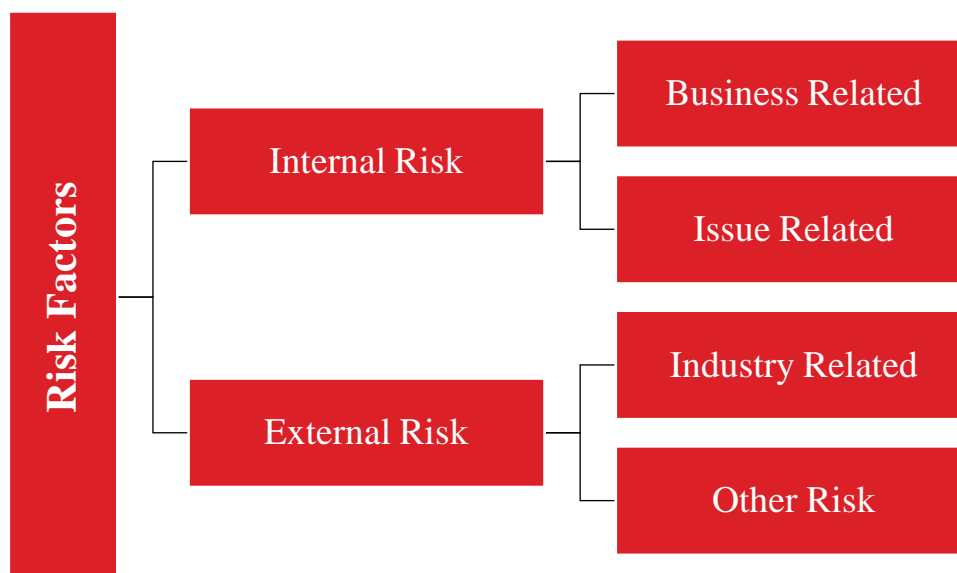 Risk Factors
Internal Risk
Business Related
Issue Related
External Risk
Industry Related
Other Risk